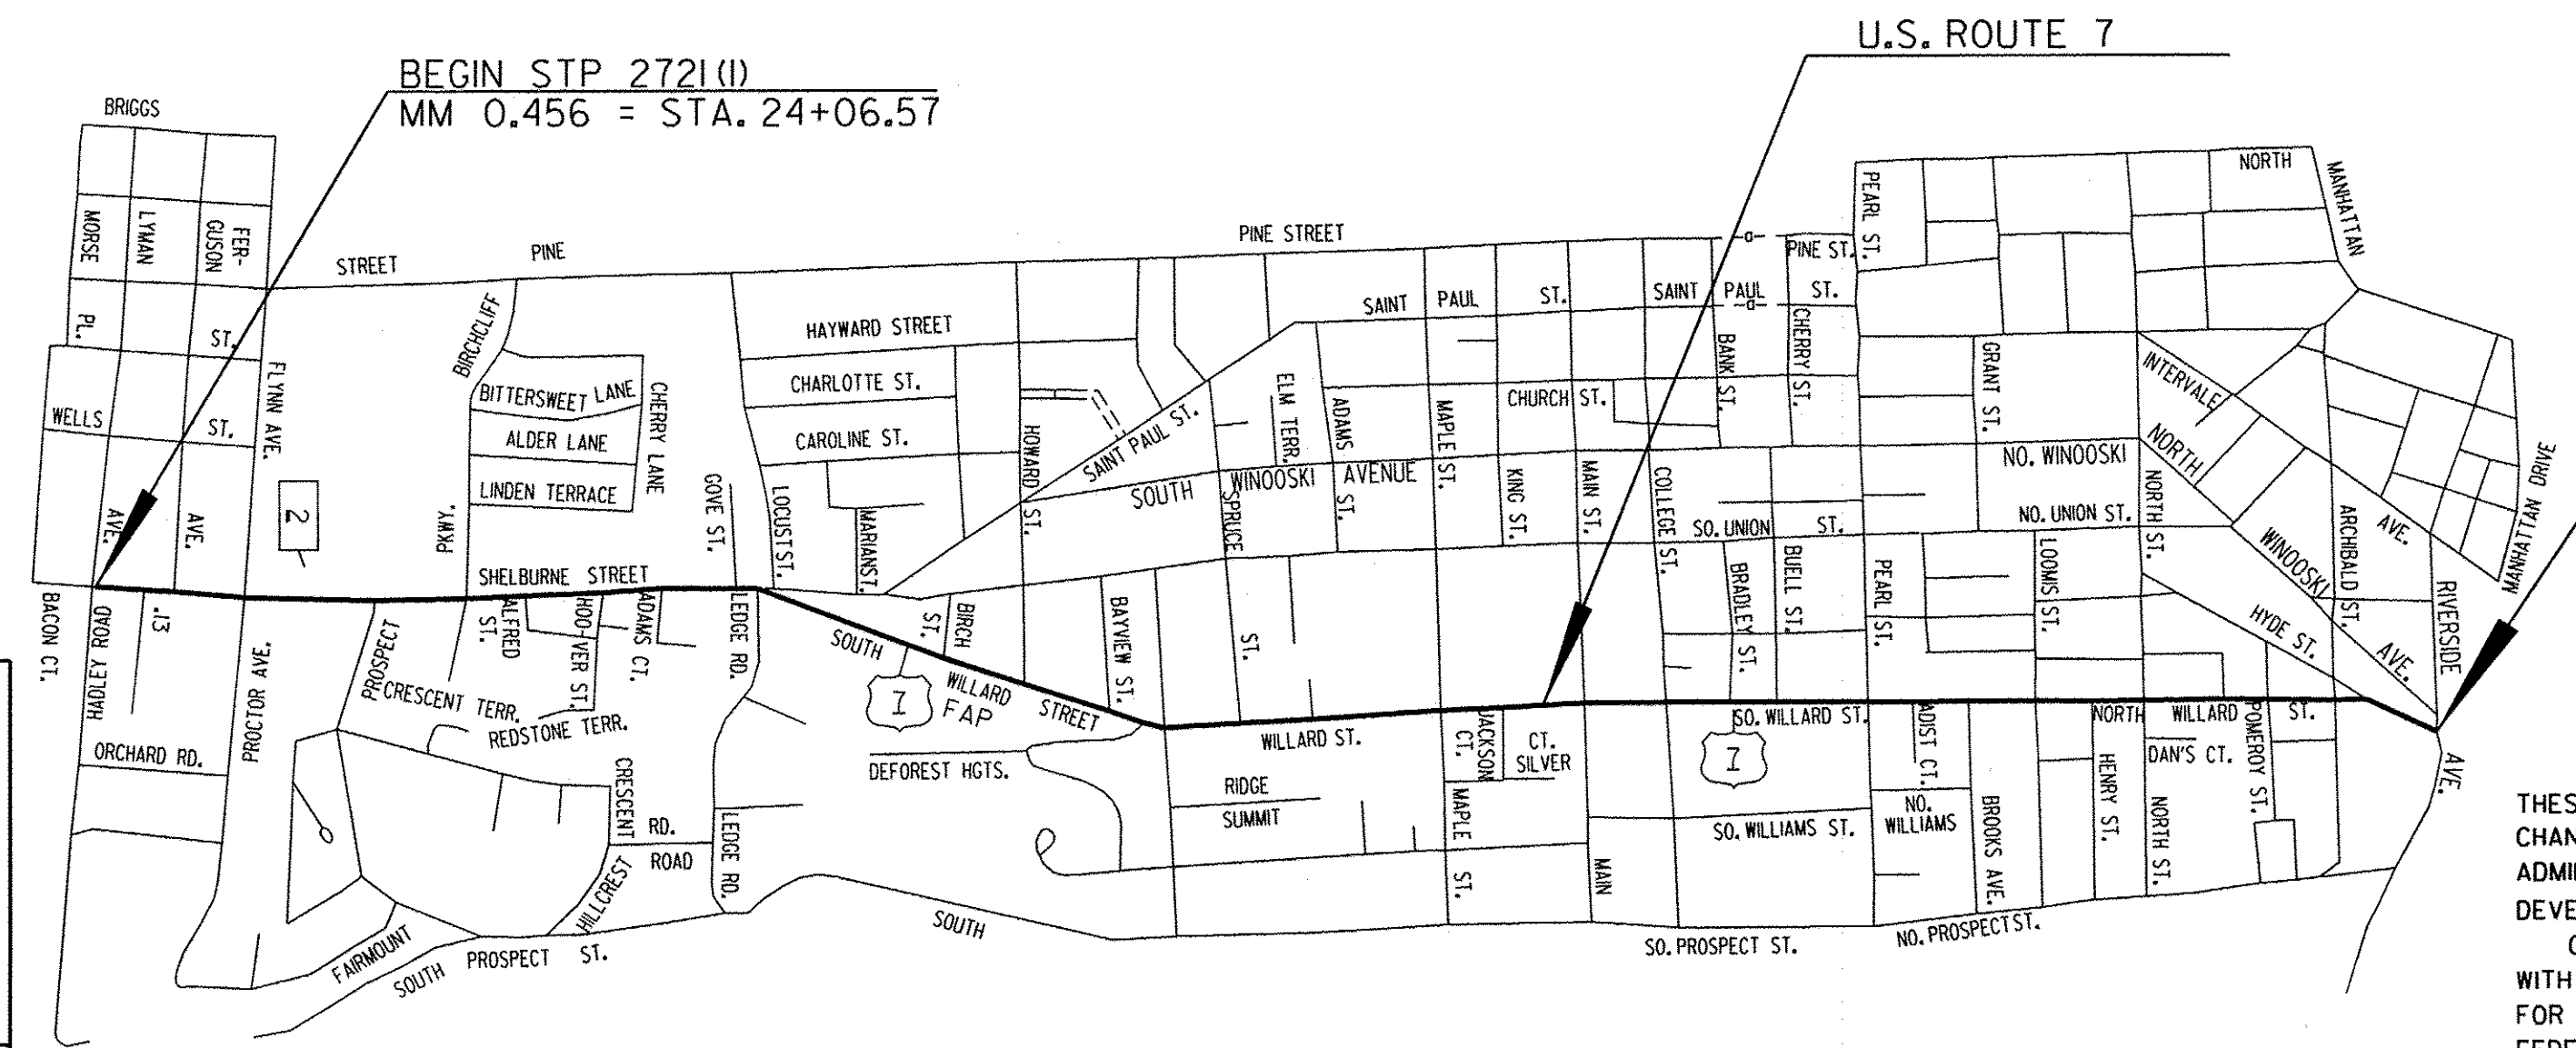 U.S. ROUTE 7
BEGIN STP 2721(1)
MM 0.456 = STA. 24+06.57
BRIGGS
NORTH
MANHATTAN
PEARL ST.
MORSE
LYMAN
FER-
GUSON
STREET
PINE
PINE STREET
PINE ST.
PL.
ST.
BIRCHCLIFF
HAYWARD STREET
SAINT
PAUL
ST.
SAINT
PAUL
ST.
CHERRY ST.
BANK ST.
GRANT ST.
INTERVALE
FLYNN AVE.
BITTERSWEET LANE
CHERRY LANE
CHARLOTTE ST.
ELM TERR.
ADAMS
ST.
MAPLE ST.
CHURCH ST.
WELLS
ST.
ALDER LANE
CAROLINE ST.
HOWARD ST.
SAINT PAUL ST.
NORTH
NO. WINOOSKI
MANHATTAN DRIVE
LINDEN TERRACE
GOVE ST.
LOCUST ST.
MARIAN ST.
SOUTH
WINOOSKI
AVENUE
SPRUCE
KING ST.
MAIN ST.
COLLEGE ST.
SO. UNION
ST.
NO. UNION ST.
NORTH ST.
ARCHIBALD ST.
AVE.
AVE.
AVE.
2
PKWY.
WINOOSKI
SHELBURNE STREET
BRADLEY ST.
BUELL ST.
PEARL ST.
LOOMIS ST.
HYDE ST.
AVE.
RIVERSIDE
BACON CT.
HADLEY ROAD
.13
PROCTOR AVE.
PROSPECT
ALFRED
ST.
HOO-VER ST.
ADAMS CT.
LEDGE RD.
SOUTH
BIRCH
ST.
BAYVIEW ST.
ST.
CRESCENT TERR.
REDSTONE TERR.
7
FAP
WILLARD
STREET
WILLARD ST.
JACKSON
CT.
CT.
SILVER
SO. WILLARD ST.
7
ADIST CT.
NORTH
WILLARD
ST.
POMEROY ST.
DAN'S CT.
HENRY ST.
AVE.
ORCHARD RD.
DEFOREST HGTS.
RIDGE
SUMMIT
CRESCENT
RD.
ROAD
LEDGE RD.
MAPLE
ST.
SO. WILLIAMS ST.
NO.
WILLIAMS
BROOKS AVE.
NORTH ST.
HILLCREST
MAIN
FAIRMOUNT
SOUTH
PROSPECT
ST.
SOUTH
SO. PROSPECT ST.
NO. PROSPECT ST.
THES
CHAN
ADMI
DEVE
WITH
FOR